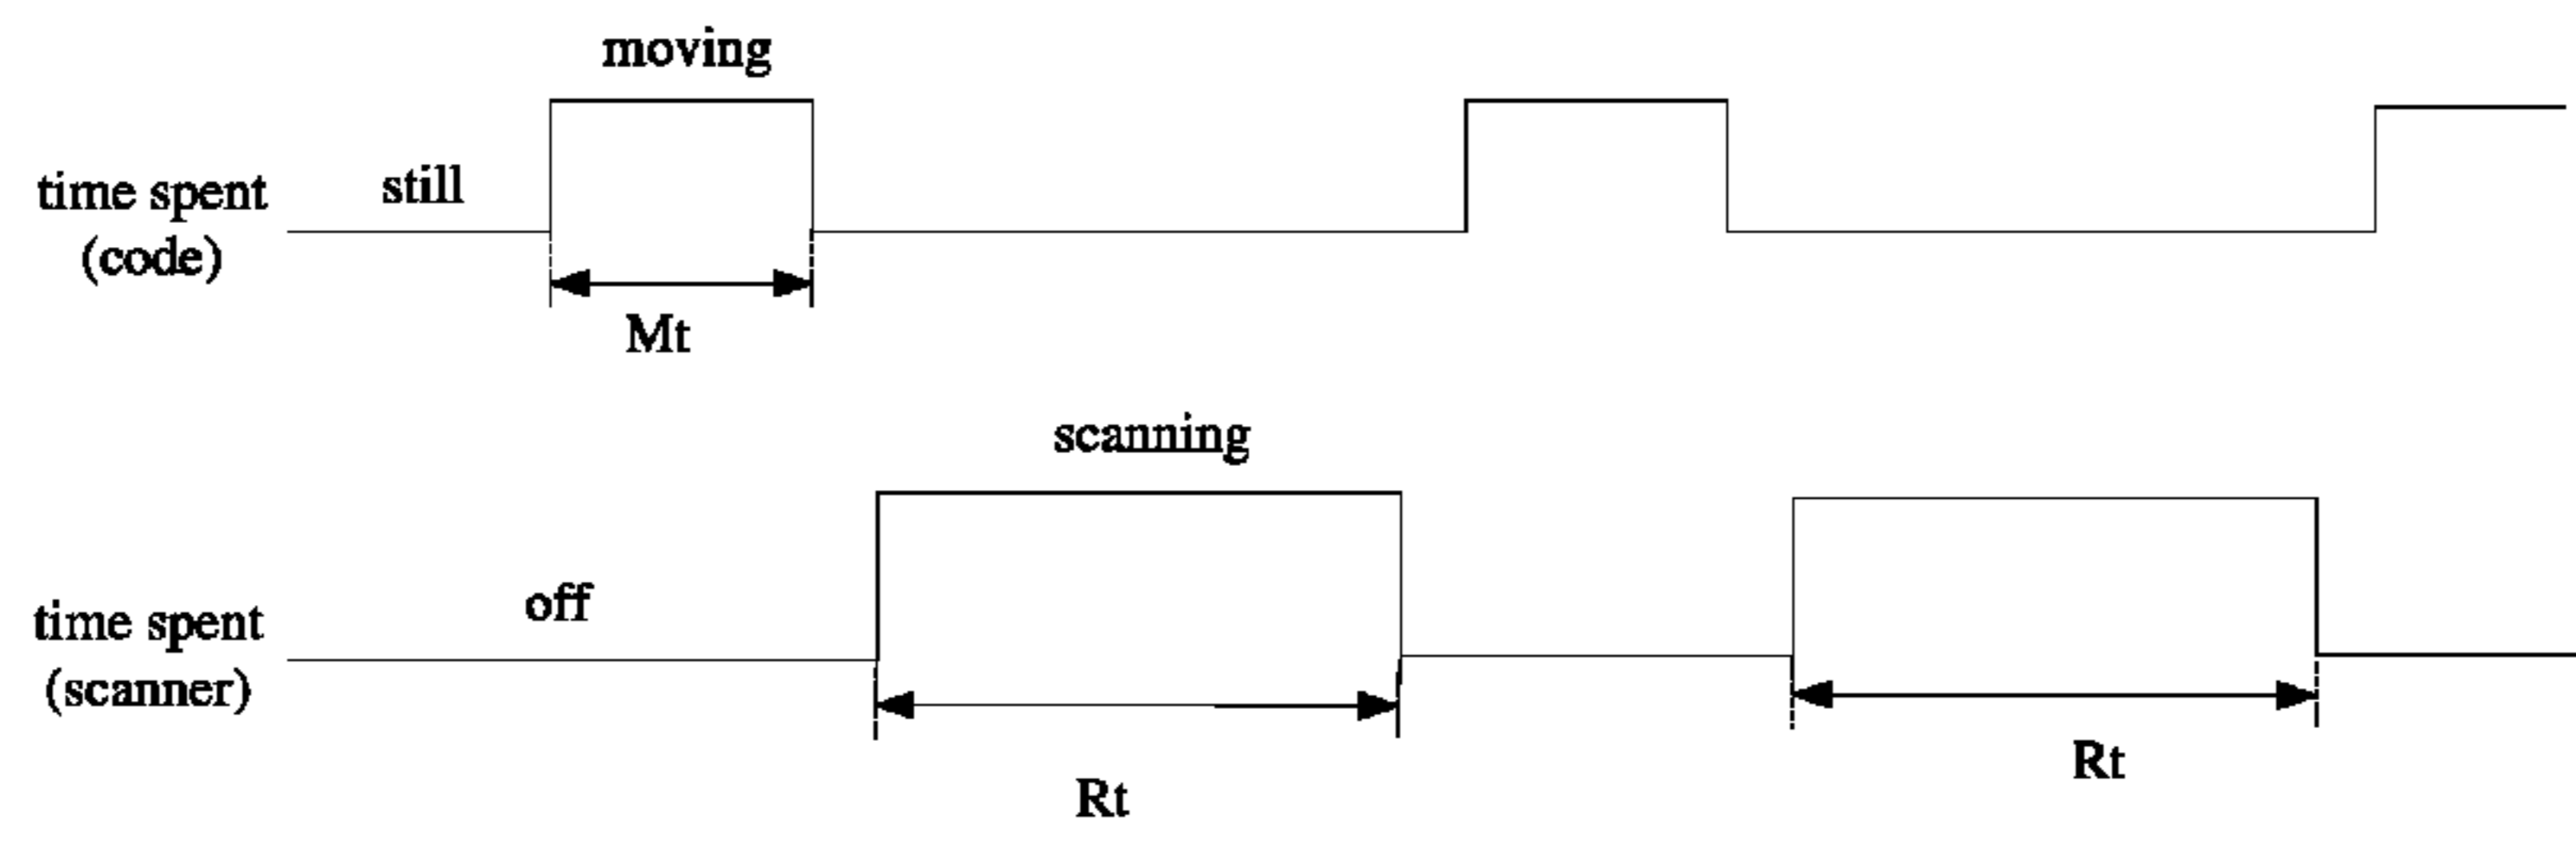 moving
still
time spent
(code)
Mt
scanning
off
time spent
(scanner)
Rt
Rt